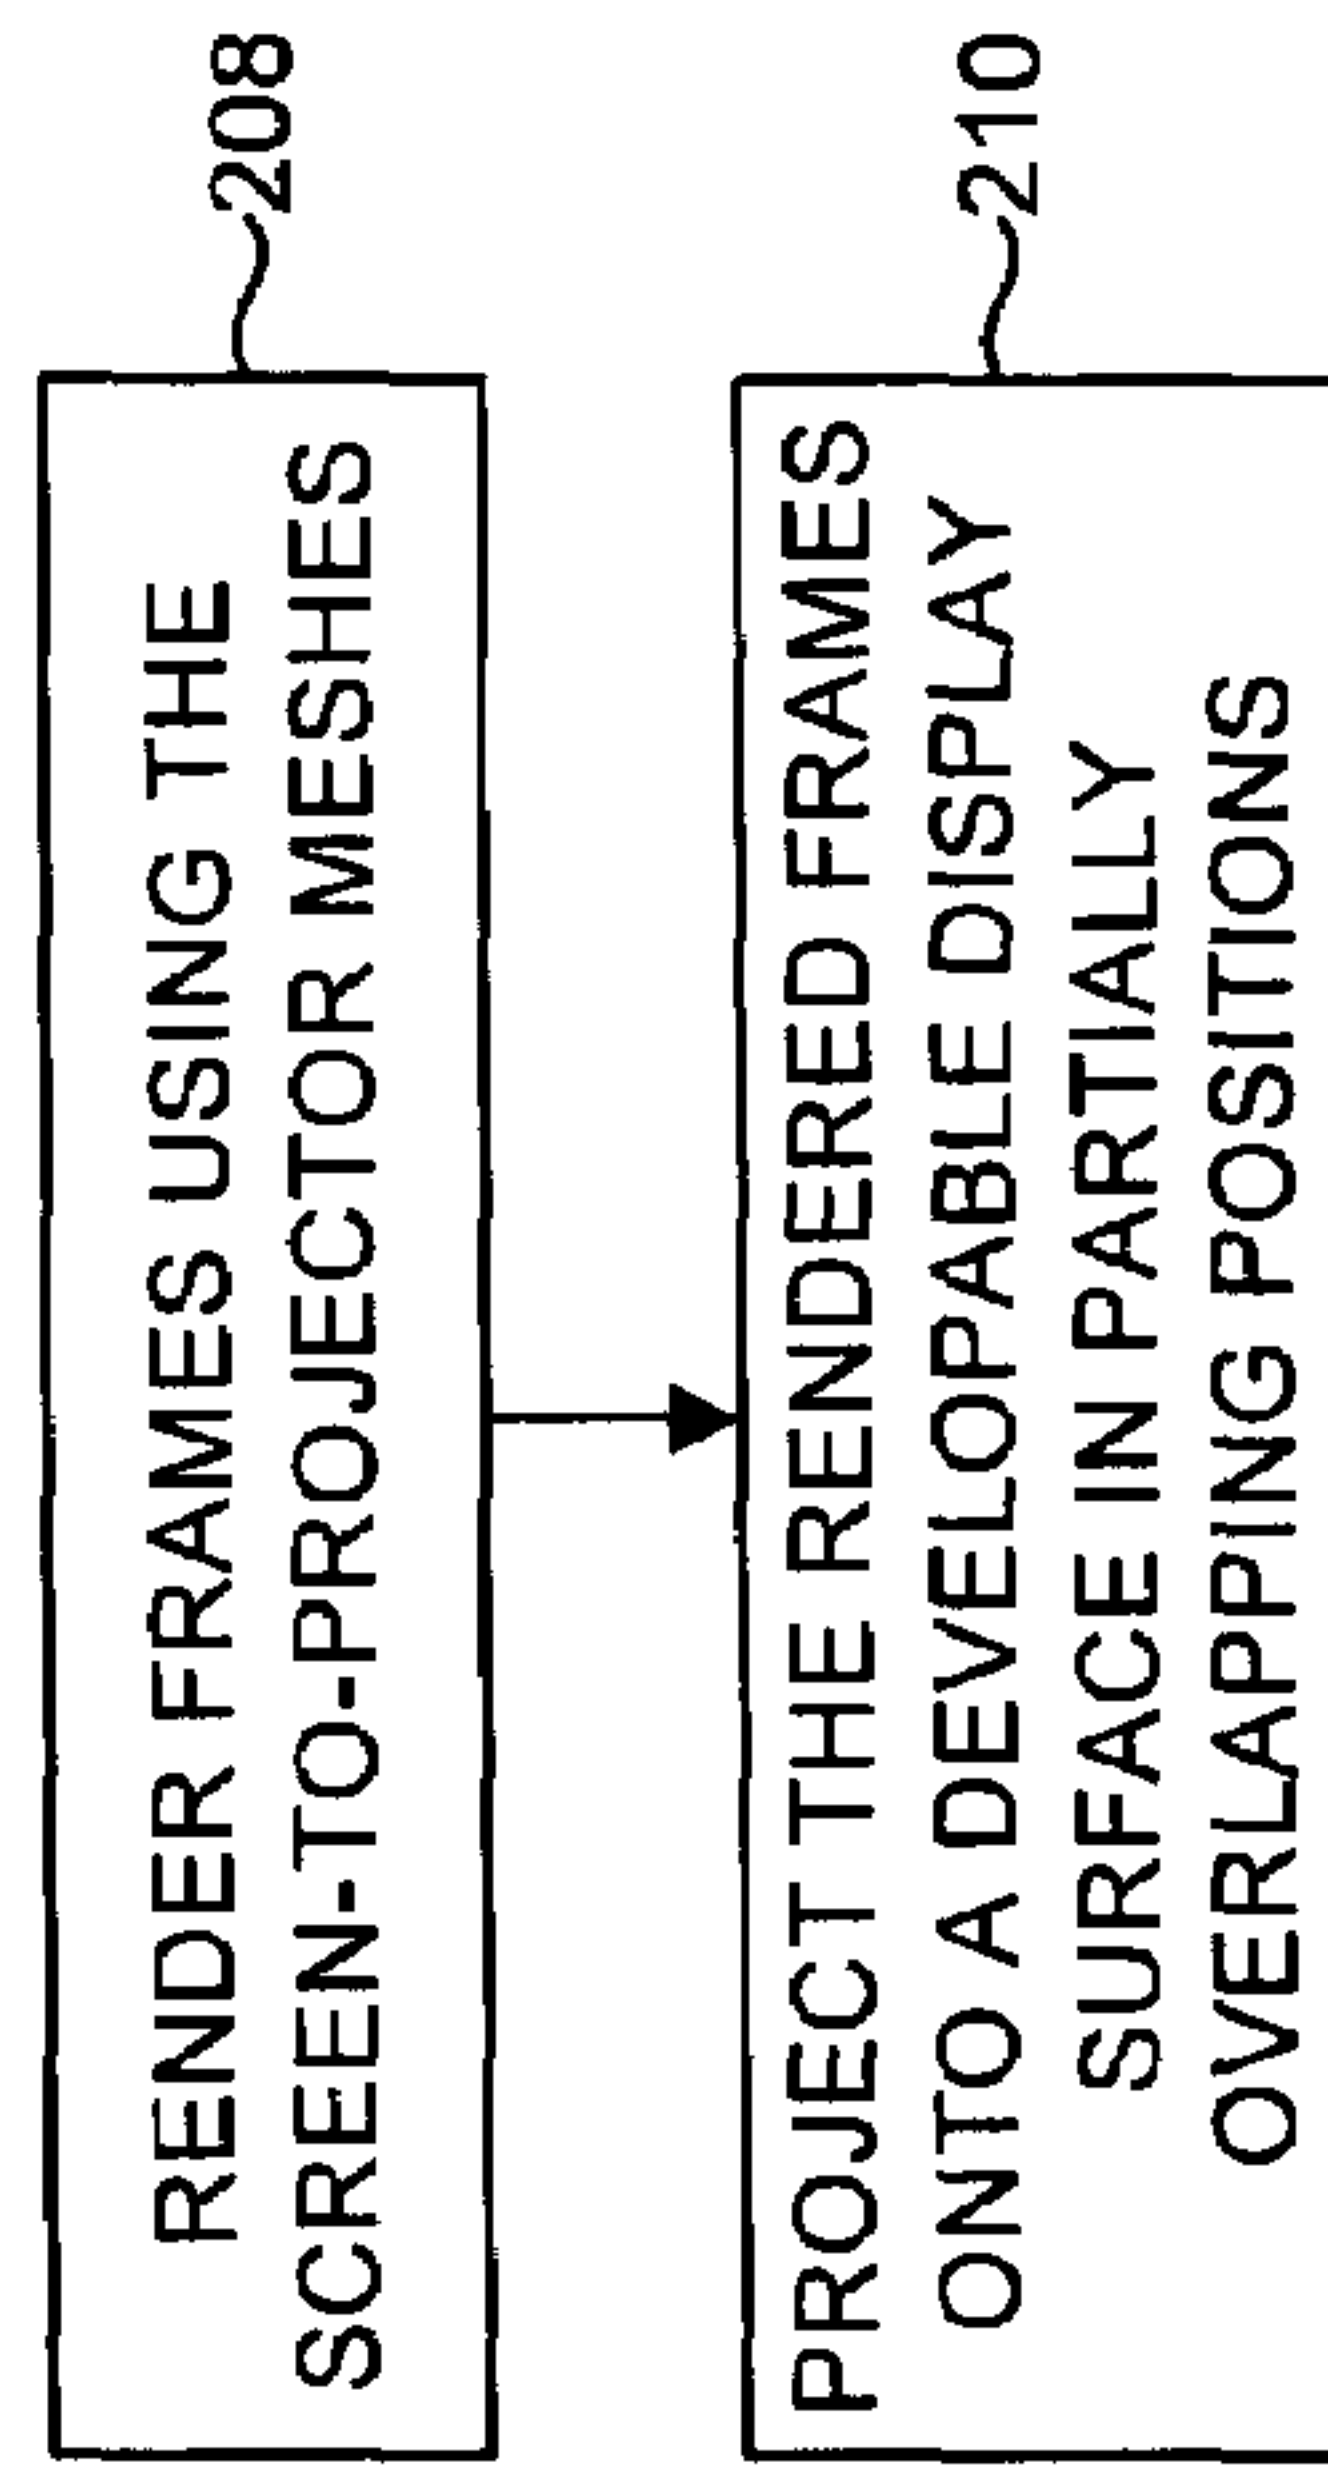 RENDER FRAMES USING THE
SCREEN-TO-PROJECTOR MESHES
208
PROJECT THE RENDERED FRAMES
ONTO A DEVELOPABLE DISPLAY
SURFACE IN PARTIALLY
OVERLAPPING POSITIONS
210